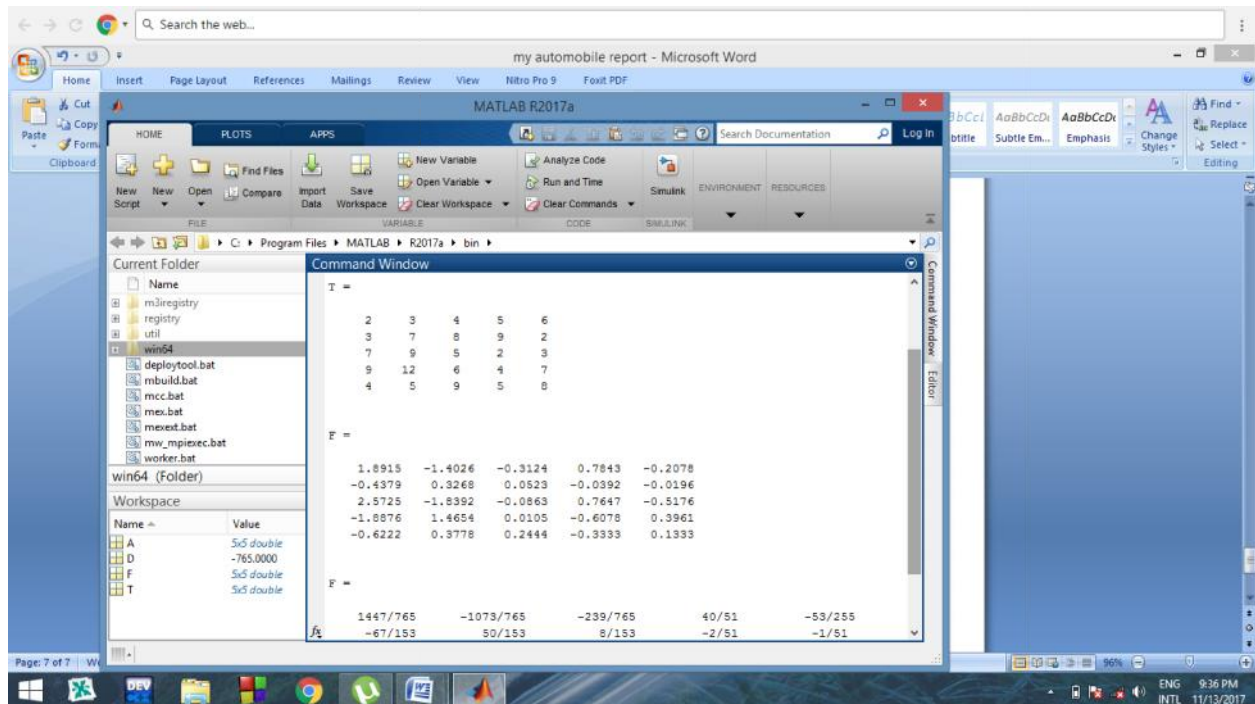 Search the web...
my automobile report - Microsoft Word
Home Insert Page Layout References Mailings Review View Nitro Pro 9 Foxit PDF
Cut
Copy
Paste
Clipboard
AaBbCcDc
Subtle Em...
AaBbCcDc
Emphasis
Change Styles
Find
Replace
Select
Editing
MATLAB R2017a
HOME PLOTS APPS
Search Documentation
Log In
New Script
New
Open
Find Files
Compare
FILE
Import Data
Save Workspace
New Variable
Open Variable
Clear Workspace
VARIABLE
Analyze Code
Run and Time
Clear Commands
CODE
Simulink
SIMULINK
ENVIRONMENT
RESOURCES
C: Program Files MATLAB R2017a bin
Current Folder
Name
m3iregistry
registry
util
win64
deploytool.bat
mbuild.bat
mcc.bat
mex.bat
mexext.bat
mw_mpiexec.bat
worker.bat
win64 (Folder)
Workspace
Name Value
A 5x5 double
D -765.0000
F 5x5 double
T 5x5 double
Command Window
T =
2 3 4 5 6
3 7 8 9 2
7 9 5 2 3
9 12 6 4 7
4 5 9 5 8
F =
1.8915 -1.4026 -0.3124 0.7843 -0.2078
-0.4379 0.3268 0.0523 -0.0392 -0.0196
2.5725 -1.8392 -0.0863 0.7647 -0.5176
-1.8876 1.4654 0.0105 -0.6078 0.3961
-0.6222 0.3778 0.2444 -0.3333 0.1333
F =
1447/765 -1073/765 -239/765 40/51 -53/255
-67/153 50/153 8/153 -2/51 -1/51
fx
Command Window
Editor
Page: 7 of 7
96%
DEV
ENG
INTL
9:36 PM
11/13/2017